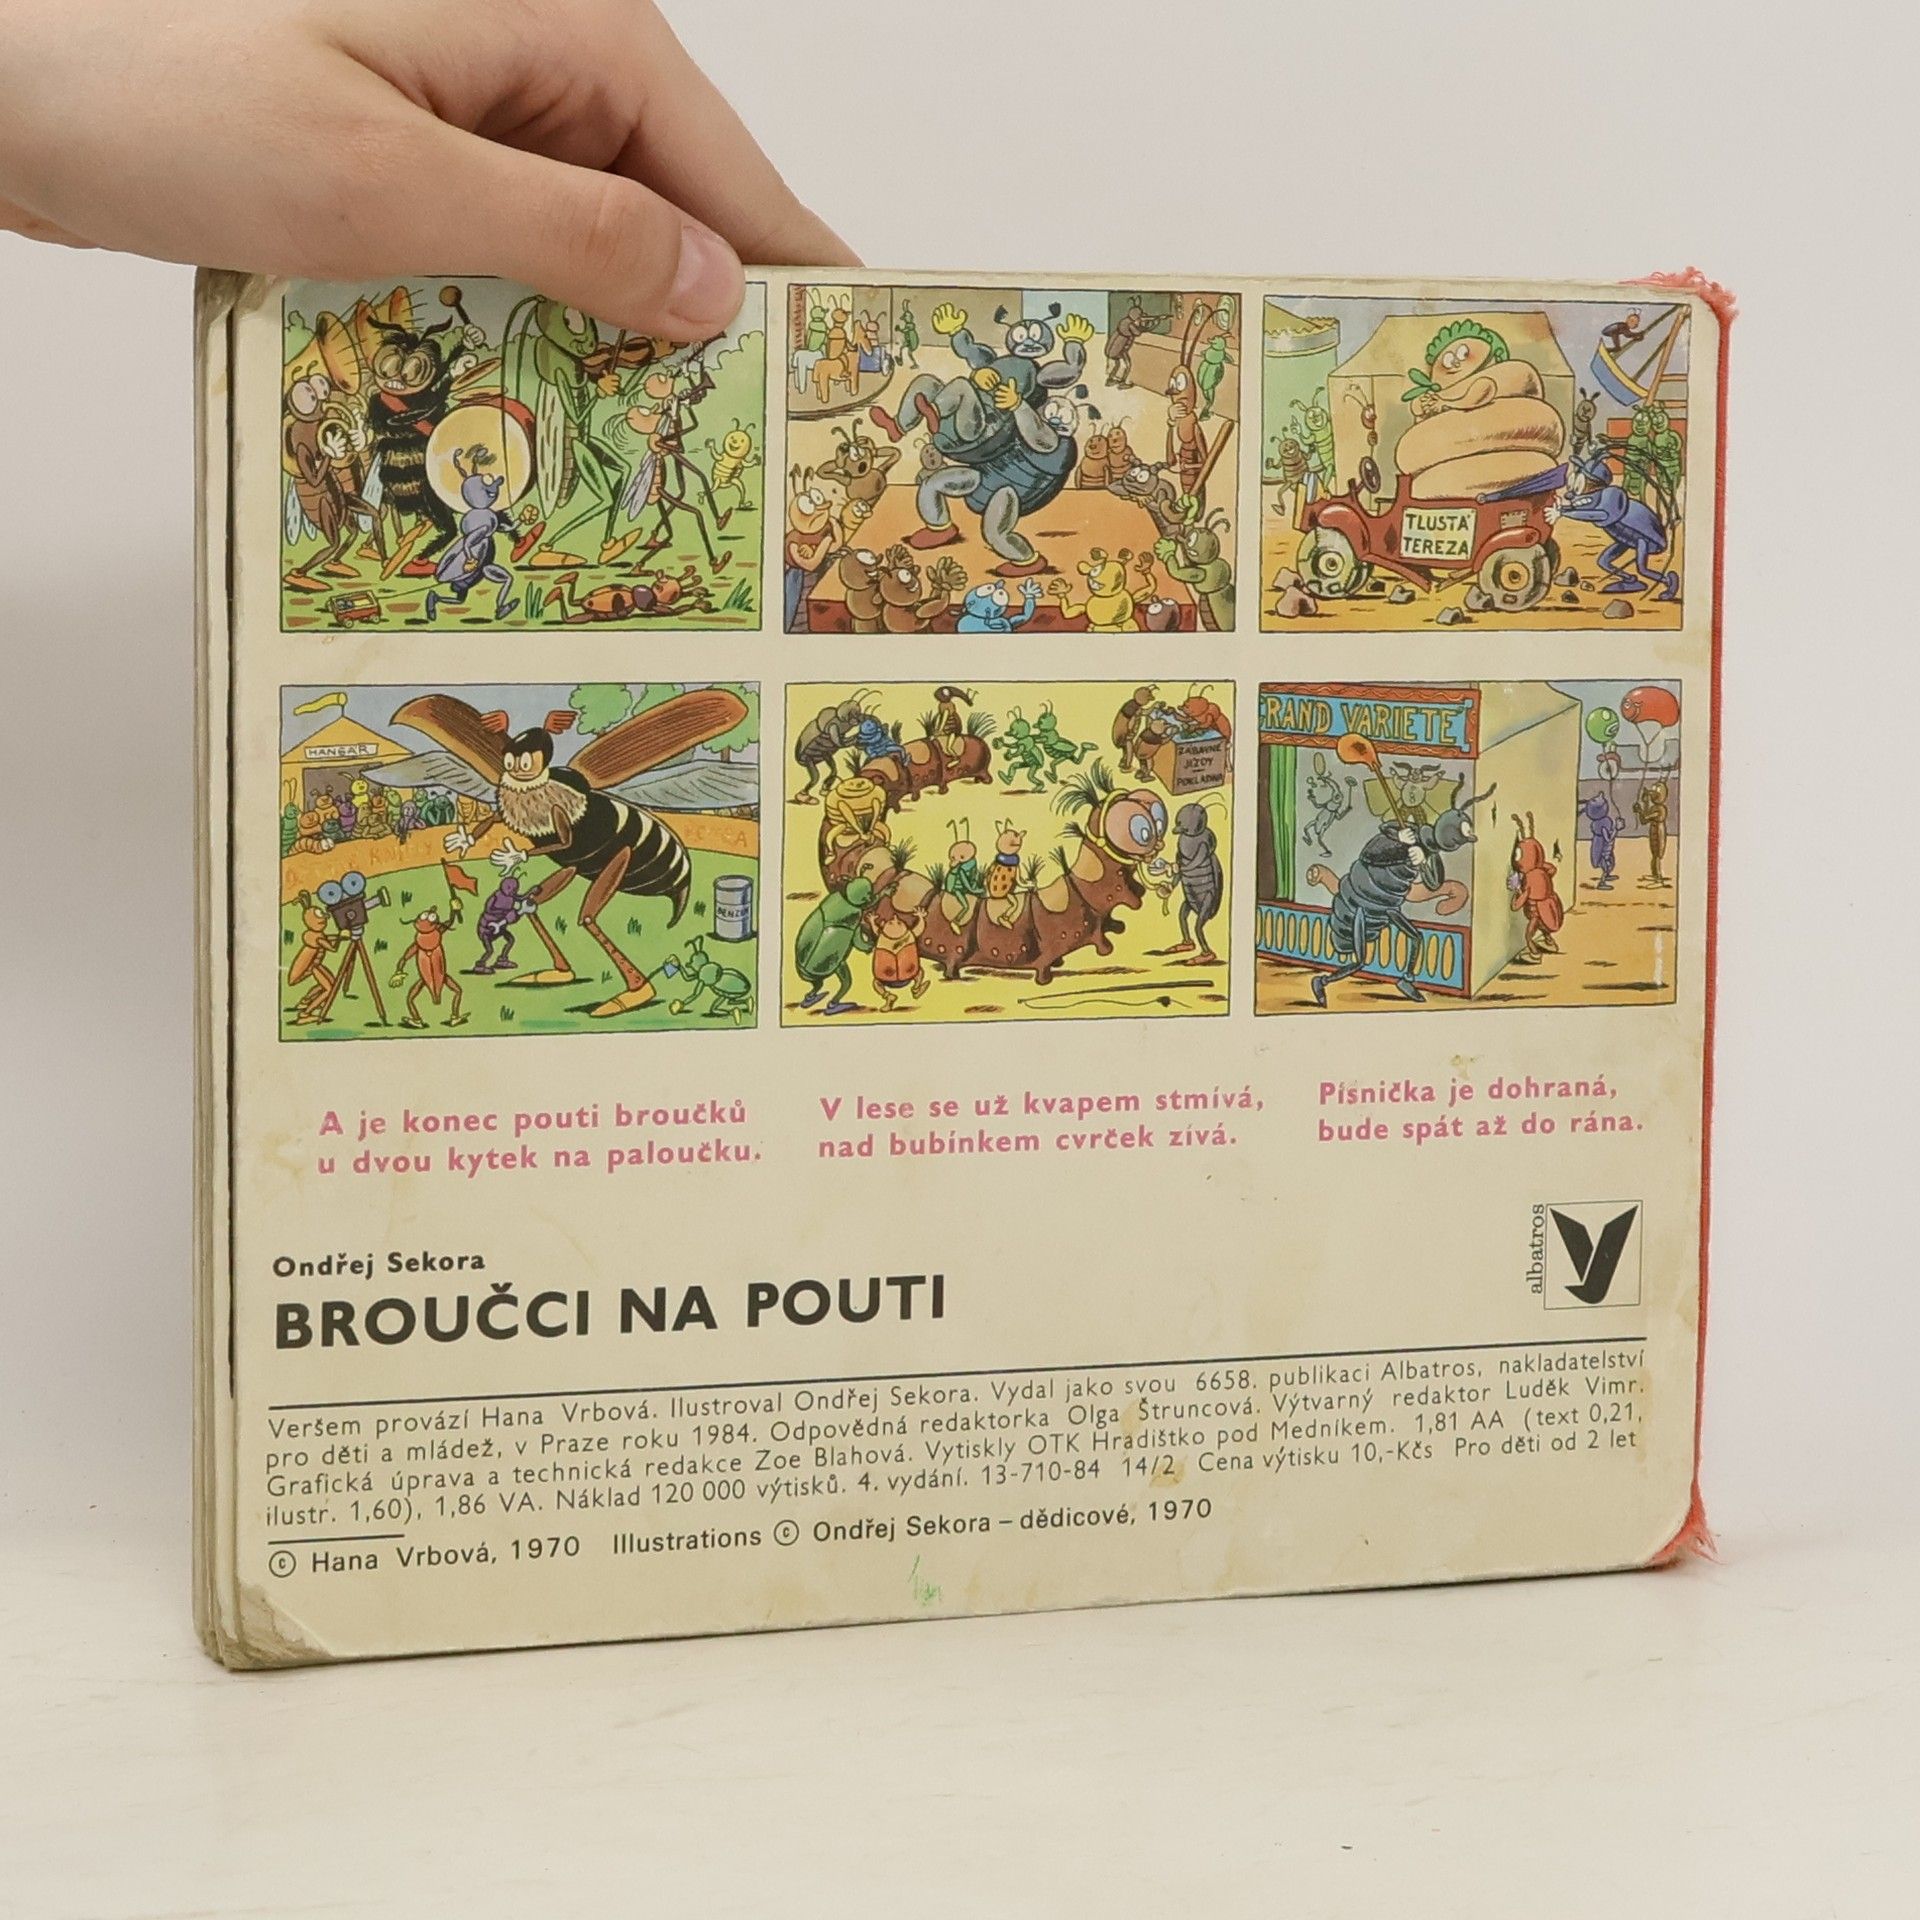 TLUSTÁ
TEREZA
HANGÁR
BENZIN
ZÁBAVNÉ
JÍZDY
POKLADNA
GRAND VARIETÉ
A je konec pouti broučků
u dvou kytek na paloučku.
V lese se už kvapem stmívá,
nad bubínkem cvrček zívá.
Písnička je dohraná,
bude spát až do rána.
albatros
Ondřej Sekora
BROUČCI NA POUTI
Veršem provází Hana Vrbová. Ilustroval Ondřej Sekora. Vydal jako svou 6658. publikaci Albatros, nakladatelství
pro děti a mládež, v Praze roku 1984. Odpovědná redaktorka Olga Štruncová. Výtvarný redaktor Luděk Vimr.
Grafická úprava a technická redakce Zoe Blahová. Vytiskly OTK Hradištko pod Medníkem. 1,81 AA (text 0,21,
ilustr. 1,60), 1,86 VA. Náklad 120 000 výtisků. 4. vydání. 13-710-84 14/2 Cena výtisku 10,-Kčs Pro děti od 2 let
© Hana Vrbová, 1970 Illustrations © Ondřej Sekora – dědicové, 1970